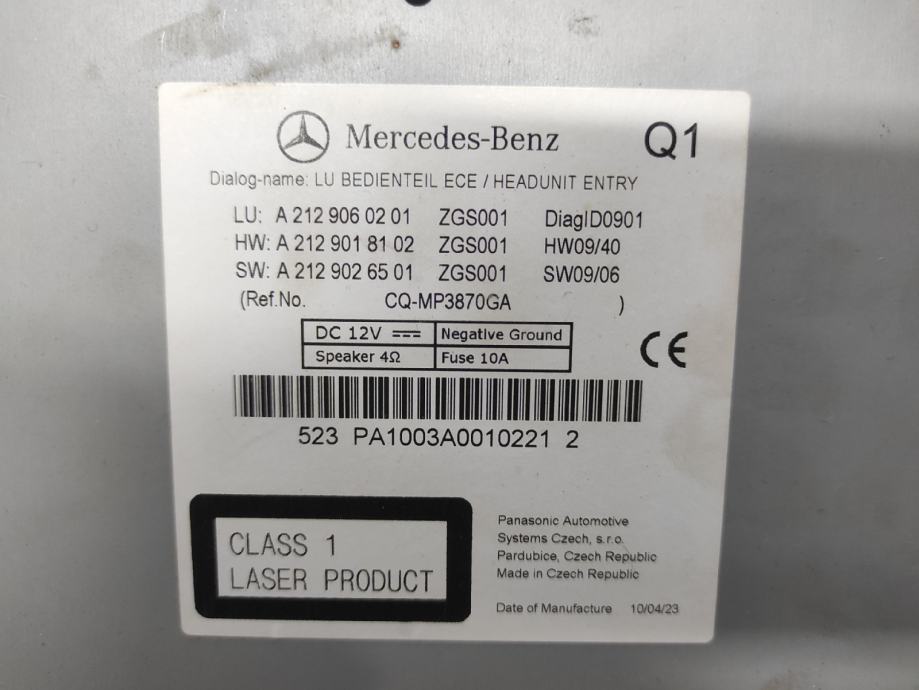 Mercedes-Benz Q1
Dialog-name: LU BEDIENTEIL ECE / HEADUNIT ENTRY
LU: A 212 906 02 01 ZGS001 DiagID0901
HW: A 212 901 81 02 ZGS001 HW09/40
SW: A 212 902 65 01 ZGS001 SW09/06
(Ref.No. CQ-MP3870GA )
DC 12V Negative Ground
Speaker 4Ω Fuse 10A
CE
523 PA1003A0010221 2
CLASS 1
LASER PRODUCT
Panasonic Automotive
Systems Czech, s.r.o.
Pardubice, Czech Republic
Made in Czech Republic
Date of Manufacture 10/04/23